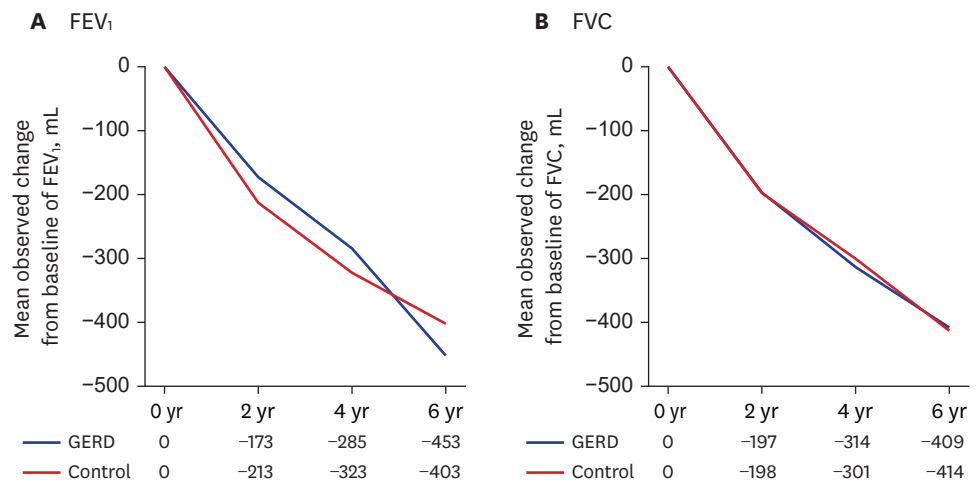 A FEV₁
Mean observed change
from baseline of FEV₁, mL
0
−100
−200
−300
−400
−500
0 yr 2 yr 4 yr 6 yr
GERD 0 −173 −285 −453
Control 0 −213 −323 −403
B FVC
Mean observed change
from baseline of FVC, mL
0
−100
−200
−300
−400
−500
0 yr 2 yr 4 yr 6 yr
GERD 0 −197 −314 −409
Control 0 −198 −301 −414